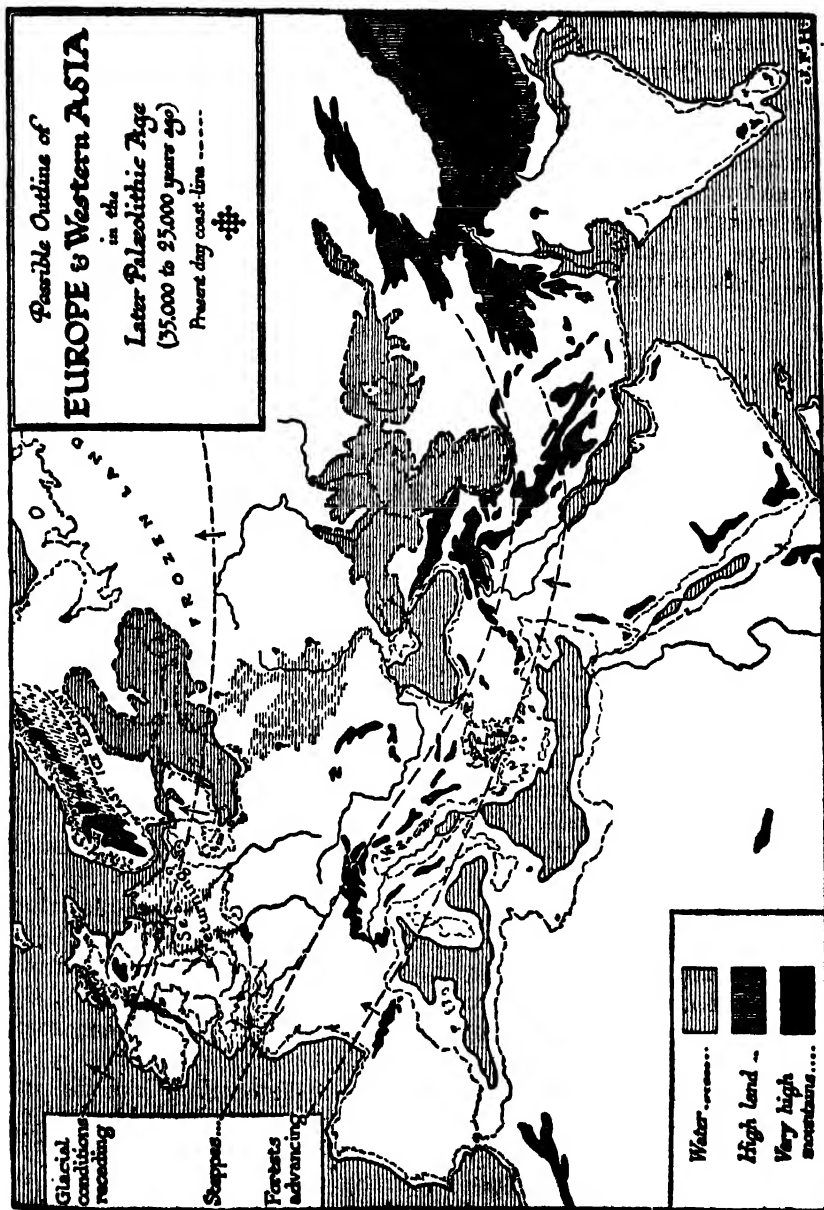 Possible Outline of
EUROPE & Western ASIA
in the
Later Palæolithic Age
(35,000 to 25,000 years ago)
Present day coast-line -----
FROZEN LAND
Glacial
conditions
receding
Steppes
Forests
advancing
Water
High land
Very high
mountains
J.F.H.